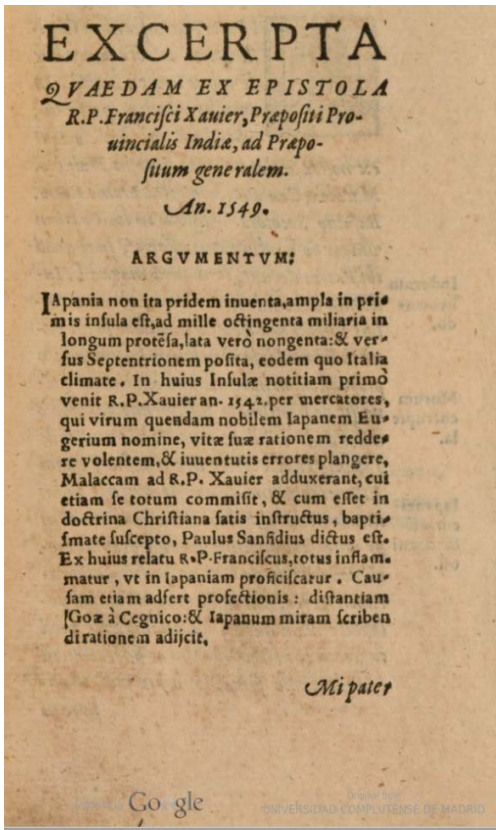 EXCERPTA
QVAEDAM EX EPISTOLA
R.P.Francisci Xauier, Præpositi Pro-
uincialis Indiæ, ad Præpo-
situm generalem.
An. 1549.
ARGVMENTVM:
IApania non ita pridem inuenta,ampla in pri-
mis insula est,ad mille octingenta miliaria in
longum protēsa,lata verò nongenta:& ver-
sus Septentrionem posita, eodem quo Italia
climate. In huius Insulæ notitiam primò
venit R.P.Xauier an. 1542.per mercatores,
qui virum quendam nobilem Iapanem Eu-
gerium nomine, vitæ suæ rationem redde-
re volentem,& iuuentutis errores plangere,
Malaccam ad R.P. Xauier adduxerant, cui
etiam se totum commisit, & cum esset in
doctrina Christiana satis instructus, bapti-
smate suscepto, Paulus Sanfidius dictus est.
Ex huius relatu R.P.Franciscus,totus inflam-
matur, vt in Iapaniam proficiscatur. Cau-
sam etiam adfert profectionis: distantiam
Goæ à Cegnico:& Iapanum miram scriben
di rationem adijcit.
Mi pater
Google
Original from
UNIVERSIDAD COMPLUTENSE DE MADRID